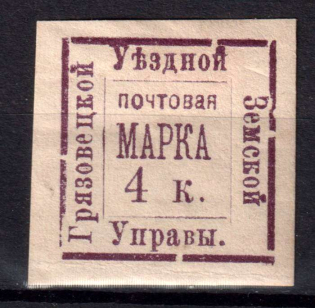 Грязовецкой
Уѣздной
Земской
Управы.
почтовая
МАРКА
4 к.